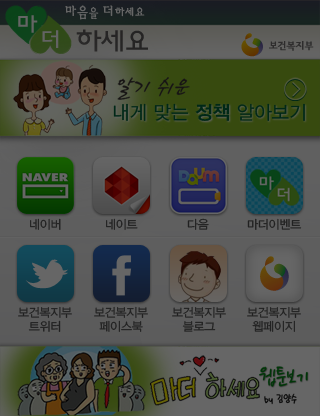 마음을 더하세요
마더 하세요
보건복지부
알기 쉬운
내게 맞는 정책 알아보기
NAVER
Daum
마더
네이버
네이트
다음
마더이벤트
보건복지부
트위터
보건복지부
페이스북
보건복지부
블로그
보건복지부
웹페이지
마더 하세요 웹툰보기
by 김양수